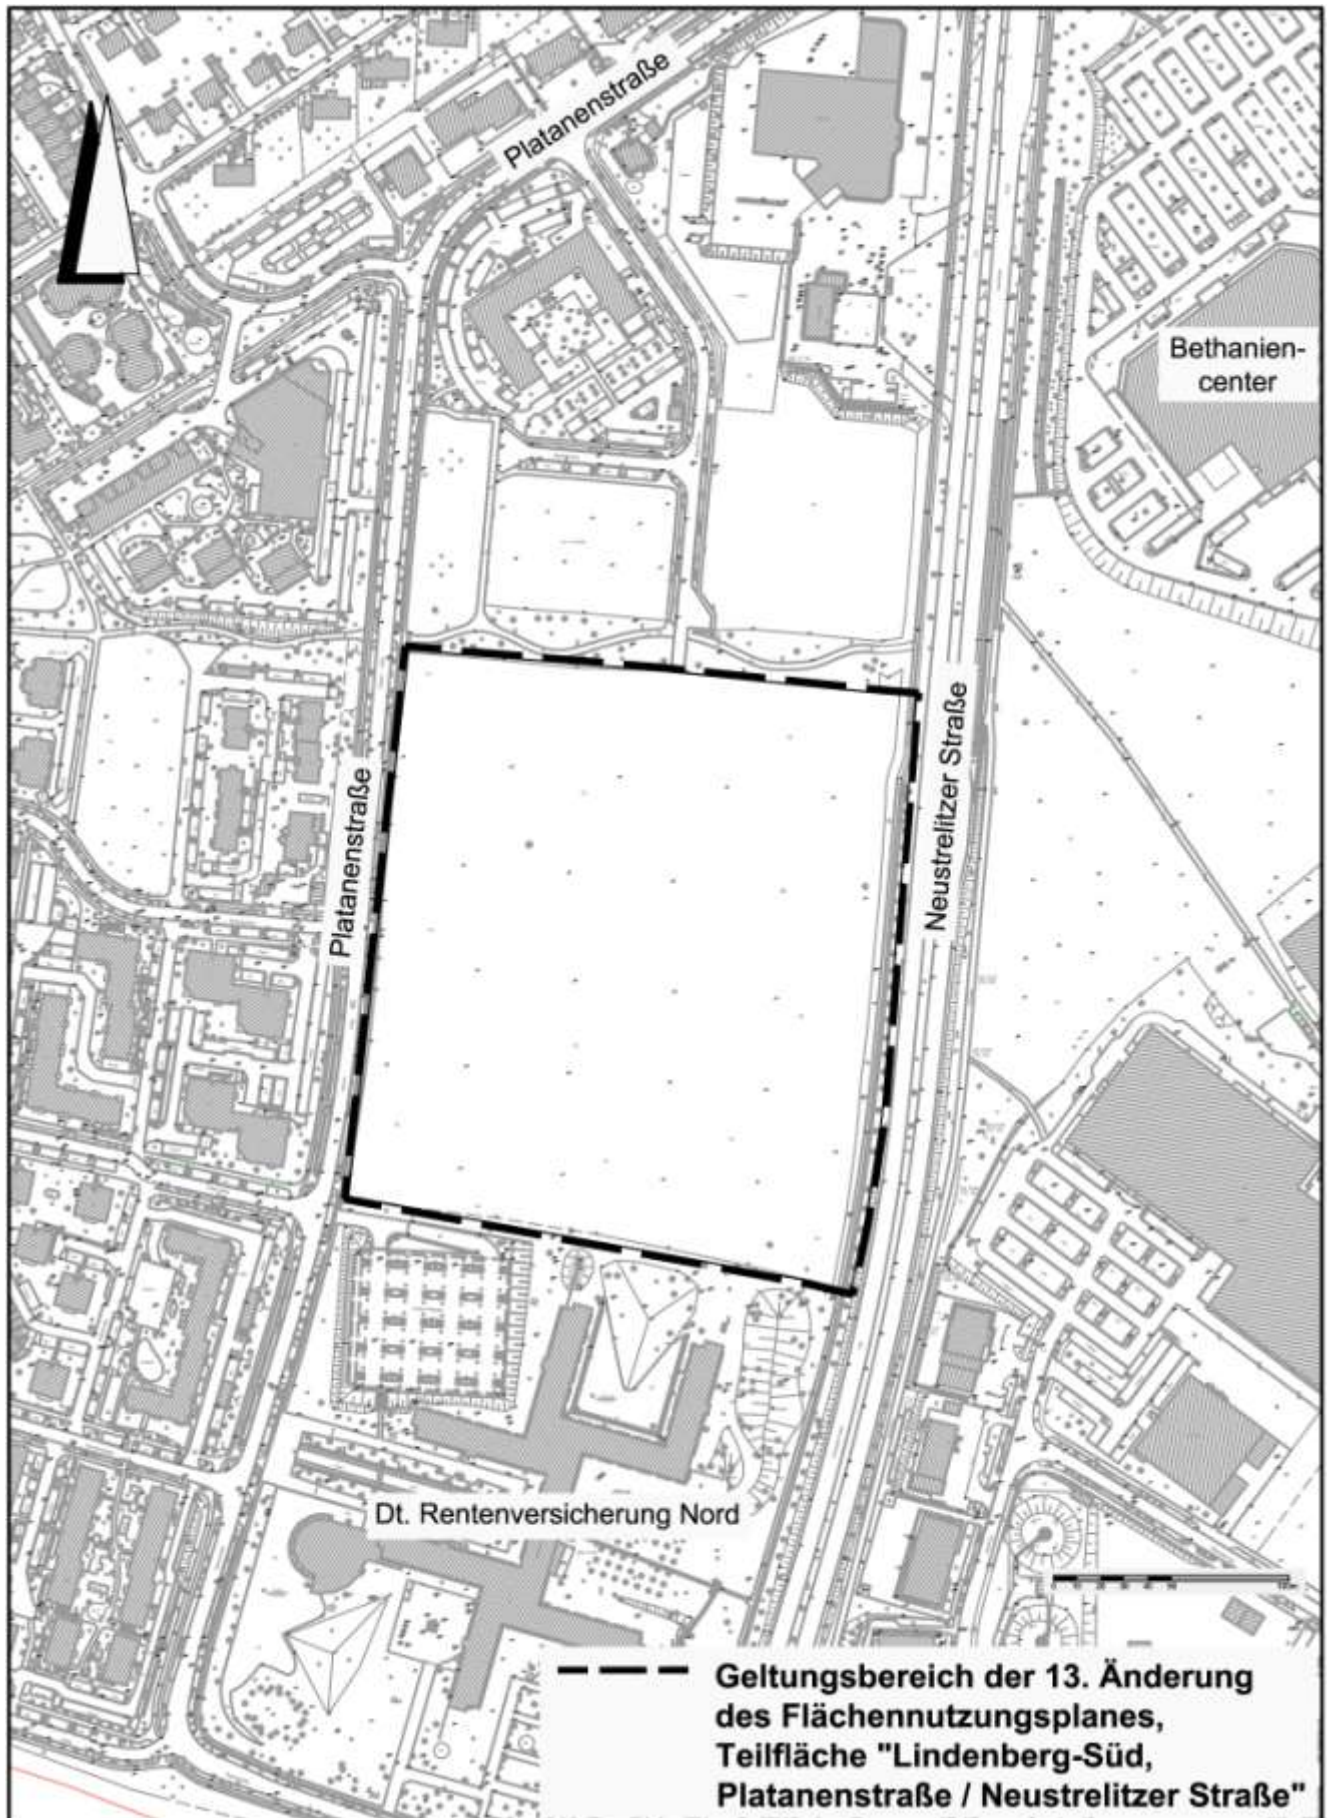 Platanenstraße
Bethanien-
center
Platanenstraße
Neustrelitzer Straße
Dt. Rentenversicherung Nord
Geltungsbereich der 13. Änderung
des Flächennutzungsplanes,
Teilfläche "Lindenberg-Süd,
Platanenstraße / Neustrelitzer Straße"